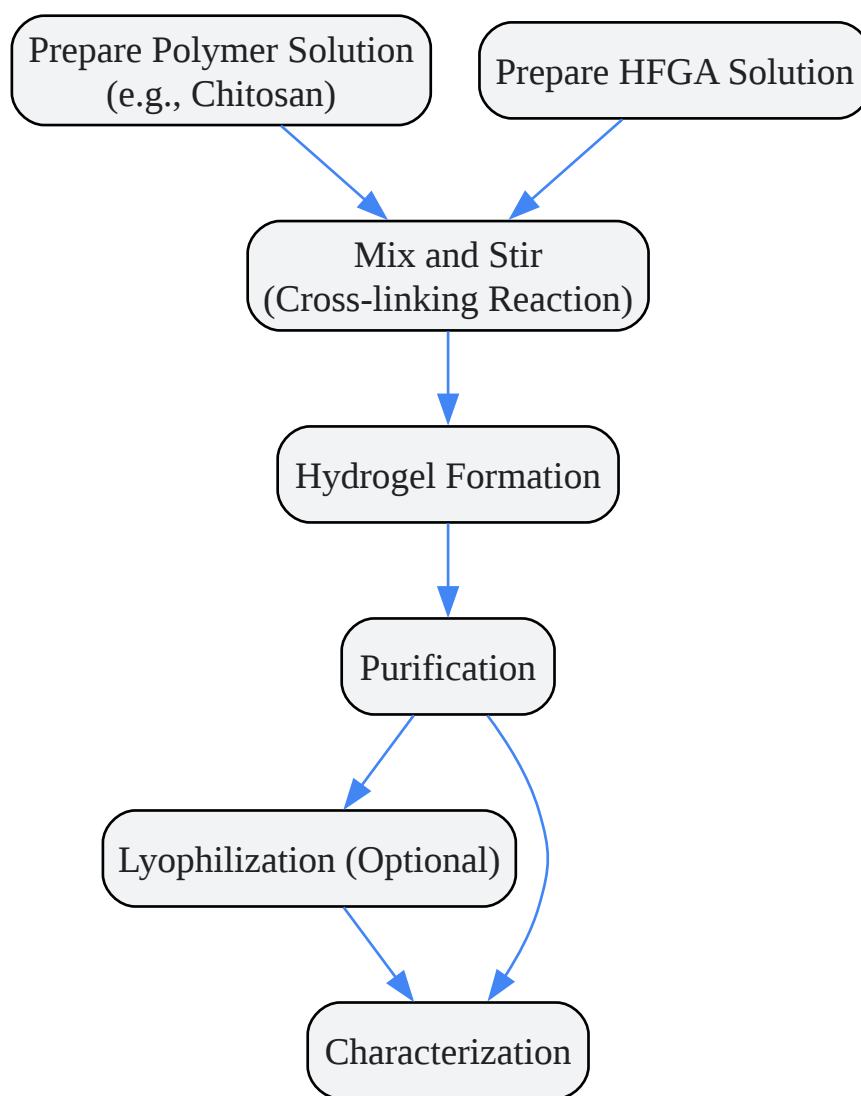 Prepare Polymer Solution
(e.g., Chitosan)
Prepare HFGA Solution
Mix and Stir
(Cross-linking Reaction)
Hydrogel Formation
Purification
Lyophilization (Optional)
Characterization